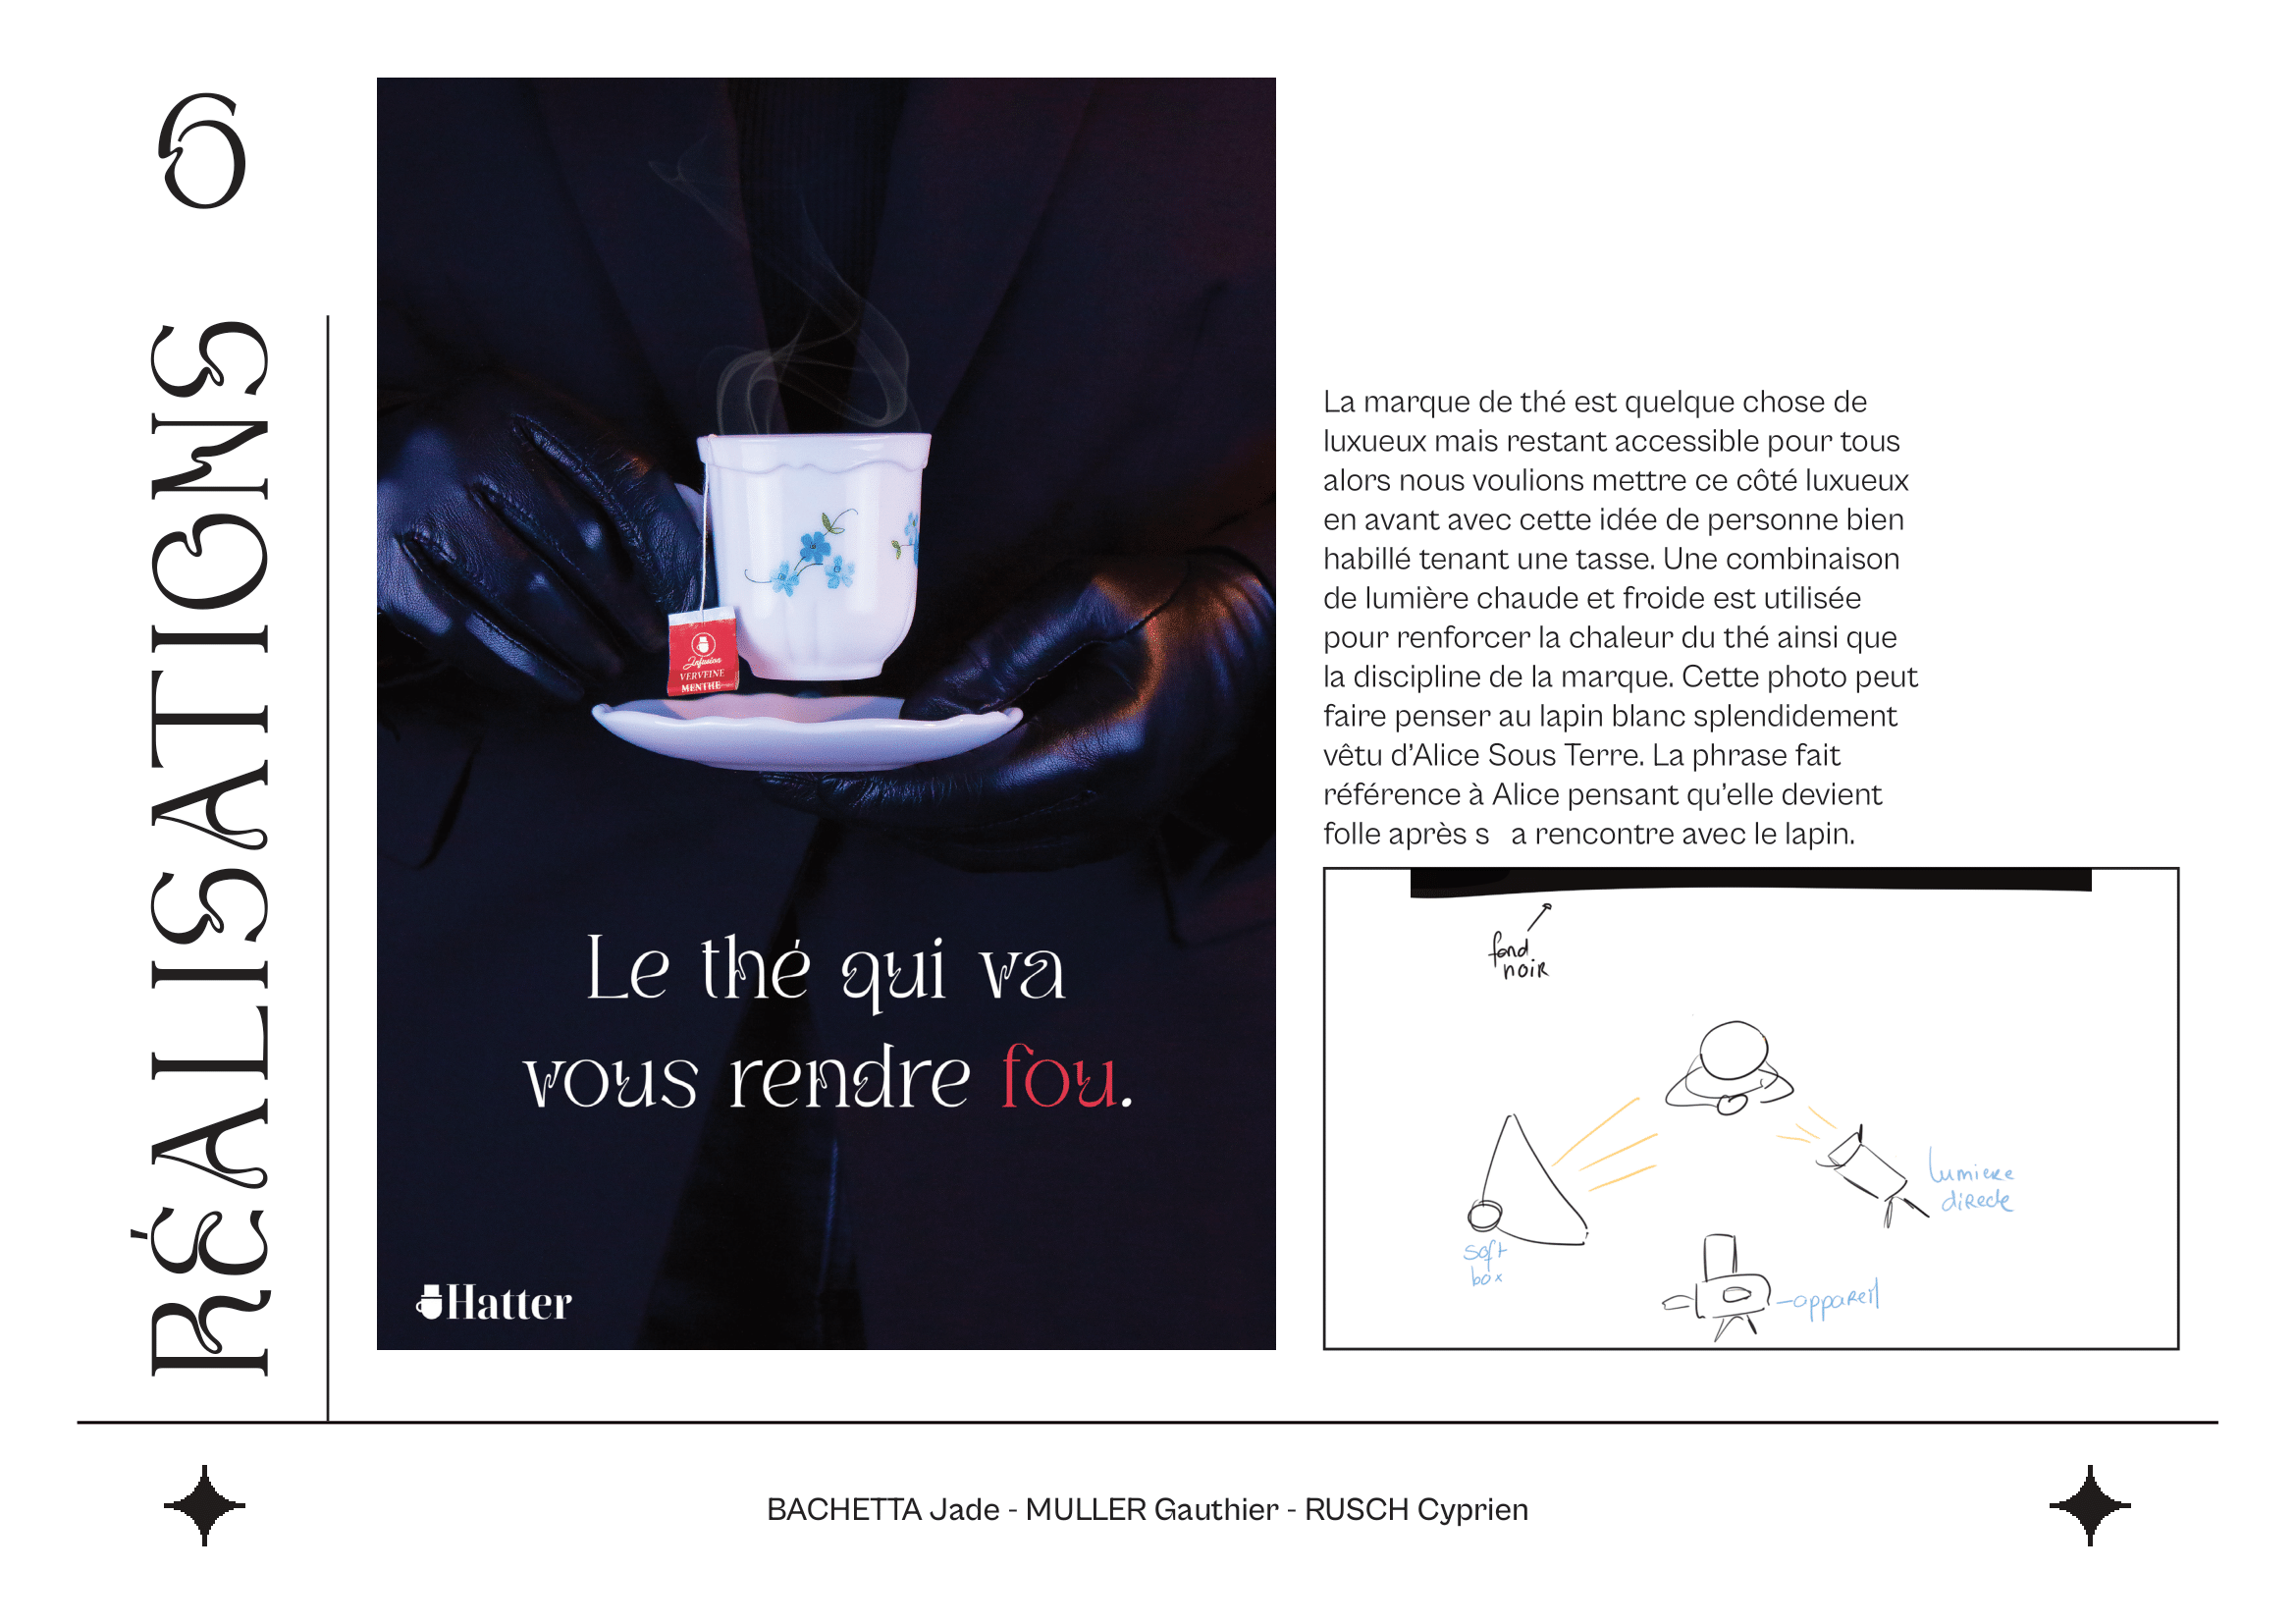 6
RÉALISATIONS
Infusion
VERVEINE
MENTHE
Le thé qui va
vous rendre fou.
Hatter
La marque de thé est quelque chose de
luxueux mais restant accessible pour tous
alors nous voulions mettre ce côté luxueux
en avant avec cette idée de personne bien
habillé tenant une tasse. Une combinaison
de lumière chaude et froide est utilisée
pour renforcer la chaleur du thé ainsi que
la discipline de la marque. Cette photo peut
faire penser au lapin blanc splendidement
vêtu d'Alice Sous Terre. La phrase fait
référence à Alice pensant qu'elle devient
folle après s   a rencontre avec le lapin.
fond
noir
lumiere
directe
soft
box
appareil
BACHETTA Jade - MULLER Gauthier - RUSCH Cyprien